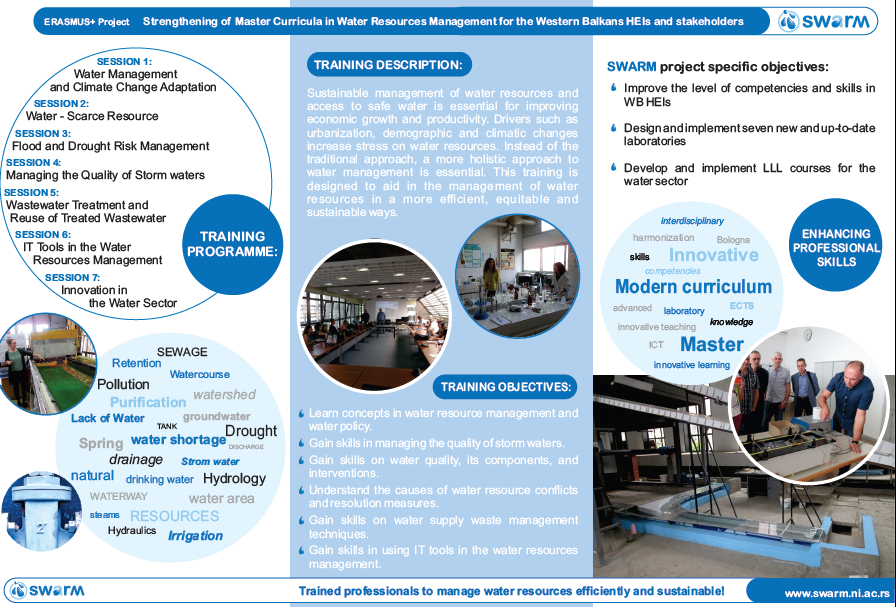 ERASMUS+ Project Strengthening of Master Curricula in Water Resources Management for the Western Balkans HEIs and stakeholders
SWARM
SESSION 1:
Water Management
and Climate Change Adaptation
SESSION 2:
Water - Scarce Resource
SESSION 3:
Flood and Drought Risk Management
SESSION 4:
Managing the Quality of Storm waters
SESSION 5:
Wastewater Treatment and
Reuse of Treated Wastewater
SESSION 6:
IT Tools in the Water
Resources Management
SESSION 7:
Innovation in
the Water Sector
TRAINING
PROGRAMME:
SEWAGE
Retention
Watercourse
Pollution
watershed
Purification
Lack of Water
groundwater
TANK
Drought
Spring
water shortage
DISCHARGE
drainage
Strom water
natural
drinking water
Hydrology
WATERWAY
water area
steams
RESOURCES
Hydraulics
Irrigation
TRAINING DESCRIPTION:
Sustainable management of water resources and
access to safe water is essential for improving
economic growth and productivity. Drivers such as
urbanization, demographic and climatic changes
increase stress on water resources. Instead of the
traditional approach, a more holistic approach to
water management is essential. This training is
designed to aid in the management of water
resources in a more efficient, equitable and
sustainable ways.
TRAINING OBJECTIVES:
Learn concepts in water resource management and
water policy.
Gain skills in managing the quality of storm waters.
Gain skills on water quality, its components, and
interventions.
Understand the causes of water resource conflicts
and resolution measures.
Gain skills on water supply waste management
techniques.
Gain skills in using IT tools in the water resources
management.
SWARM project specific objectives:
Improve the level of competencies and skills in
WB HEIs
Design and implement seven new and up-to-date
laboratories
Develop and implement LLL courses for the
water sector
interdisciplinary
harmonization
Bologna
skills
Innovative
competencies
Modern curriculum
advanced
laboratory
ECTS
innovative teaching
knowledge
ICT
Master
innovative learning
ENHANCING
PROFESSIONAL
SKILLS
SWARM
Trained professionals to manage water resources efficiently and sustainable!
www.swarm.ni.ac.rs